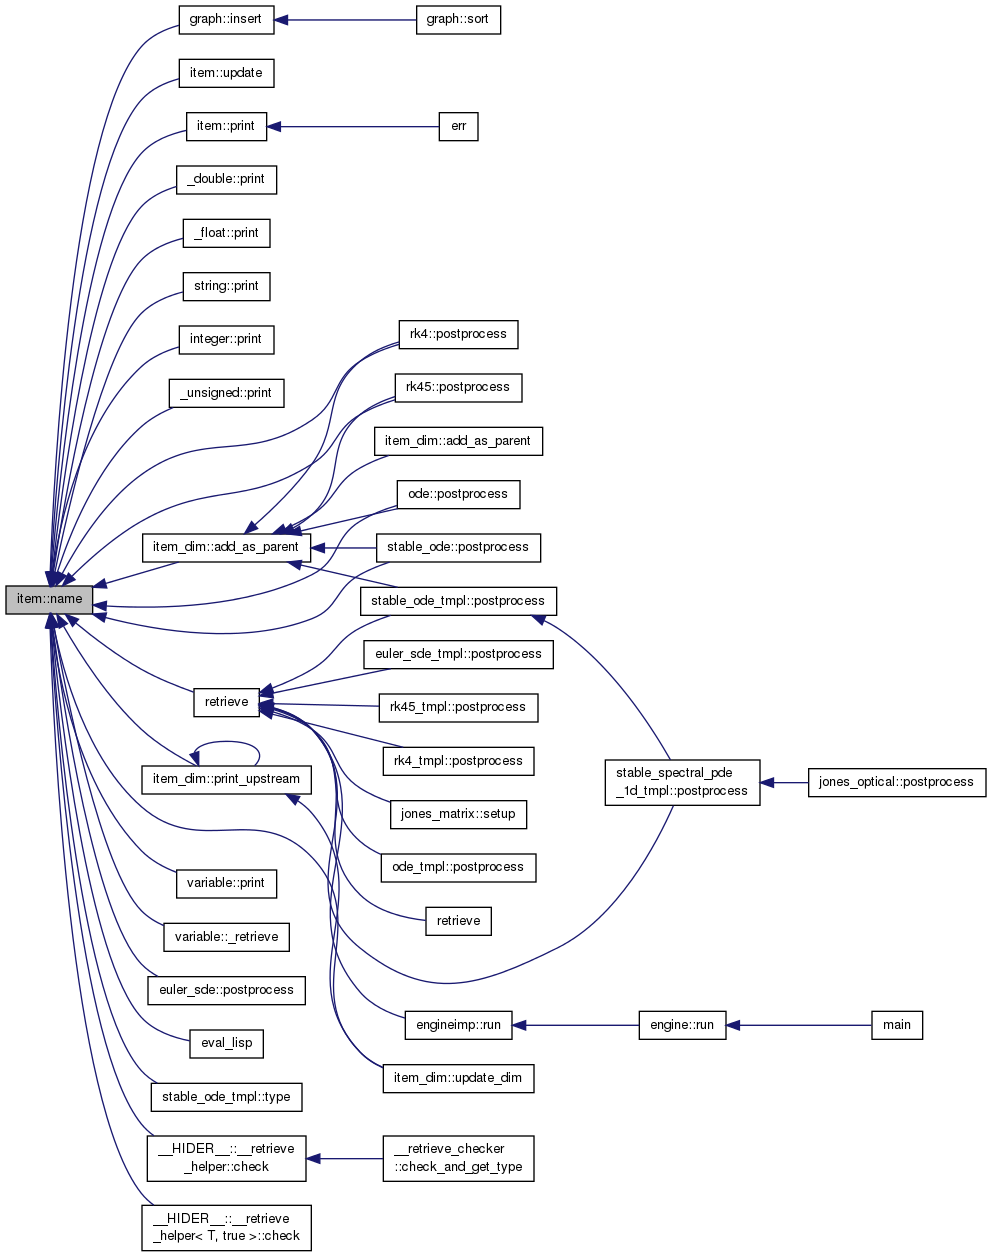 graph::insert
graph::sort
item::update
item::print
err
_double::print
_float::print
string::print
integer::print
rk4::postprocess
rk45::postprocess
_unsigned::print
item_dim::add_as_parent
ode::postprocess
item_dim::add_as_parent
stable_ode::postprocess
item::name
stable_ode_tmpl::postprocess
euler_sde_tmpl::postprocess
retrieve
rk45_tmpl::postprocess
rk4_tmpl::postprocess
item_dim::print_upstream
stable_spectral_pde
_1d_tmpl::postprocess
jones_optical::postprocess
jones_matrix::setup
ode_tmpl::postprocess
variable::print
retrieve
variable::_retrieve
euler_sde::postprocess
engineimp::run
engine::run
main
eval_lisp
item_dim::update_dim
stable_ode_tmpl::type
__HIDER__::__retrieve
_helper::check
__retrieve_checker
::check_and_get_type
__HIDER__::__retrieve
_helper< T, true >::check